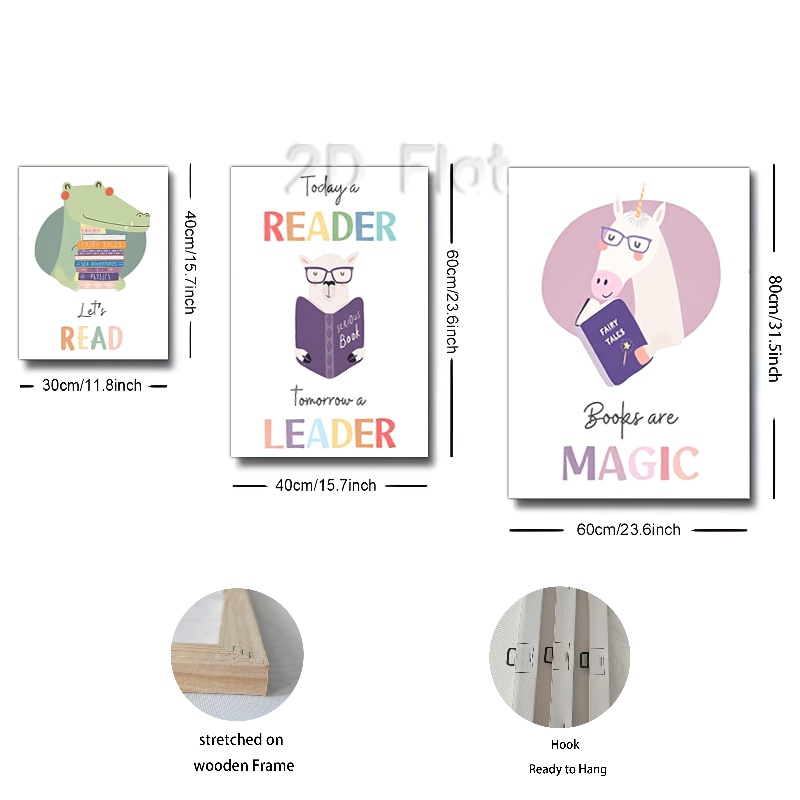 2D Flat
FAIRY TALES
SEA ADVENTURES
Let's
READ
40cm/15.7inch
30cm/11.8inch
Today a
READER
SERIOUS
Book
Tomorrow a
LEADER
60cm/23.6inch
40cm/15.7inch
FAIRY
TALES
Books are
MAGIC
80cm/31.5inch
60cm/23.6inch
stretched on
wooden Frame
Hook
Ready to Hang